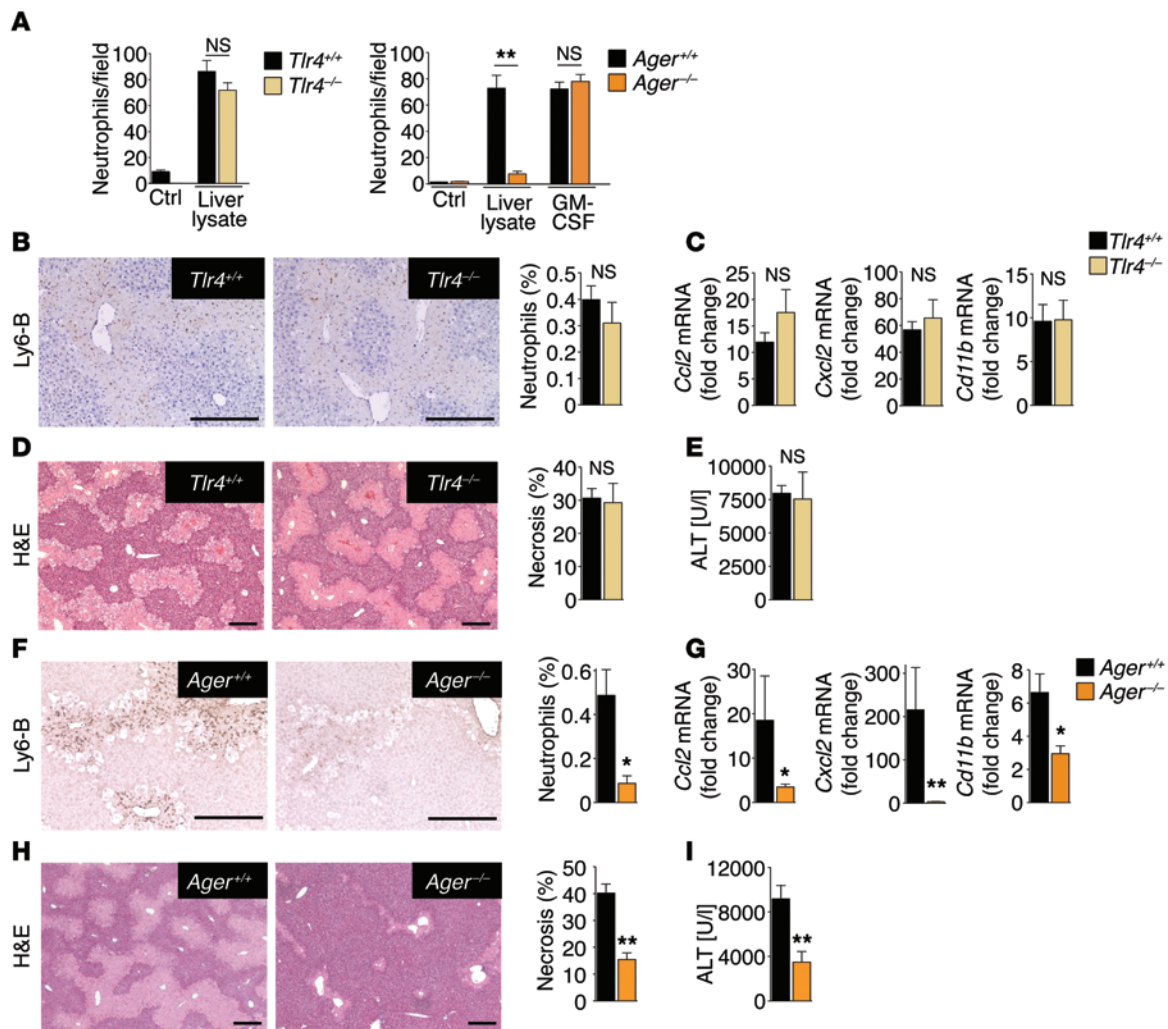 A
Neutrophils/field
100
80
60
40
20
0
NS
Ctrl
Liver
lysate
Tlr4+/+
Tlr4–/–
Neutrophils/field
100
80
60
40
20
0
**
NS
Ctrl
Liver
lysate
GM-
CSF
Ager+/+
Ager–/–
B
Ly6-B
Tlr4+/+
Tlr4–/–
Neutrophils (%)
0.5
0.4
0.3
0.2
0.1
0
NS
C
Tlr4+/+
Tlr4–/–
Ccl2 mRNA
(fold change)
25
20
15
10
5
0
NS
Cxcl2 mRNA
(fold change)
100
80
60
40
20
0
NS
Cd11b mRNA
(fold change)
15
10
5
0
NS
D
H&E
Tlr4+/+
Tlr4–/–
Necrosis (%)
40
30
20
10
0
NS
E
ALT [U/l]
10000
7500
5000
2500
0
NS
F
Ly6-B
Ager+/+
Ager–/–
Neutrophils (%)
0.6
0.4
0.2
0
*
G
Ccl2 mRNA
(fold change)
30
20
10
0
*
Cxcl2 mRNA
(fold change)
300
200
100
0
**
Cd11b mRNA
(fold change)
8
6
4
2
0
*
Ager+/+
Ager–/–
H
H&E
Ager+/+
Ager–/–
Necrosis (%)
50
40
30
20
10
0
**
I
ALT [U/l]
12000
8000
4000
0
**